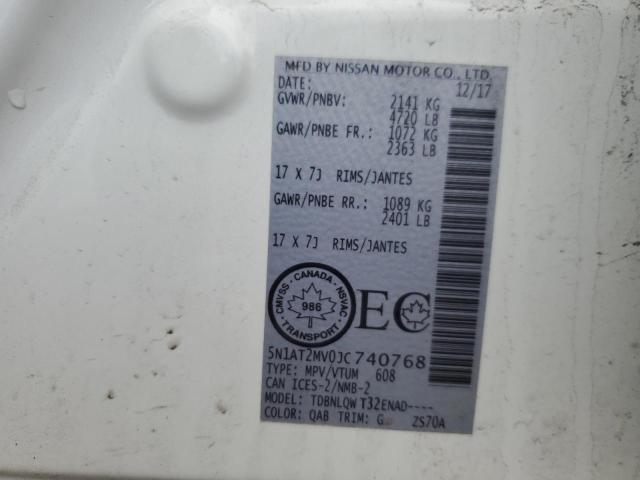 MFD BY NISSAN MOTOR CO., LTD.
DATE: 12/17
GVWR/PNBV: 2141 KG
4720 LB
GAWR/PNBE FR.: 1072 KG
2363 LB
17 X 7J RIMS/JANTES
GAWR/PNBE RR.: 1089 KG
2401 LB
17 X 7J RIMS/JANTES
CMVSS - CANADA - NSVAC
986
TRANSPORT
EC
5N1AT2MV0JC740768
TYPE: MPV/VTUM 608
CAN ICES-2/NMB-2
MODEL: TDBNLQW T32ENAD----
COLOR: QAB TRIM: G ZS70A